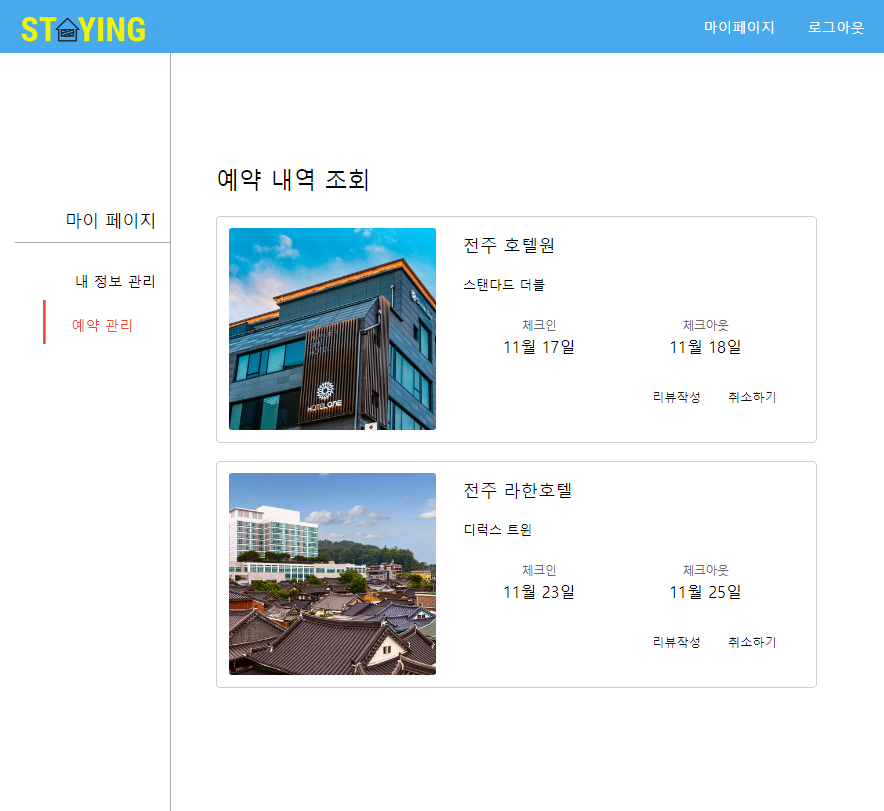 STAYING
마이페이지 로그아웃
마이 페이지
내 정보 관리
예약 관리
예약 내역 조회
전주 호텔원
스탠다드 더블
체크인 체크아웃
11월 17일 11월 18일
리뷰작성 취소하기
HOTEL ONE
전주 라한호텔
디럭스 트윈
체크인 체크아웃
11월 23일 11월 25일
리뷰작성 취소하기